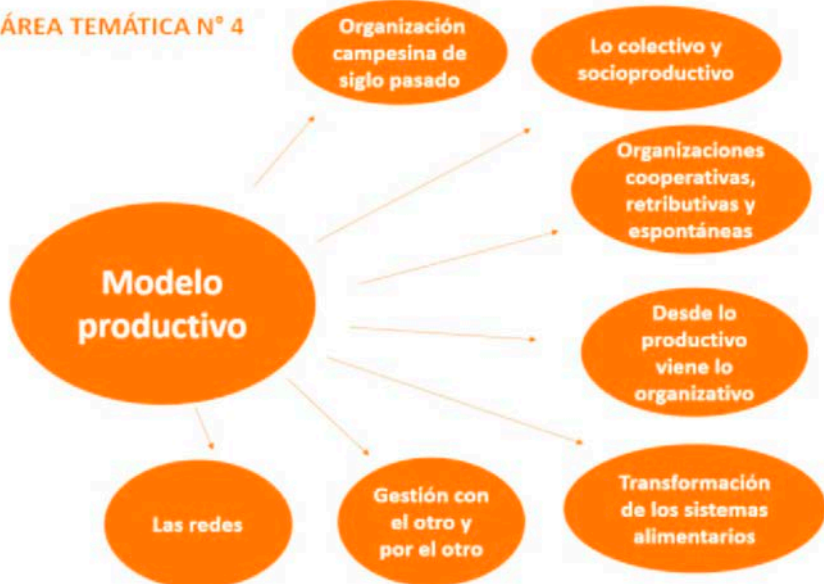 ÁREA TEMÁTICA N° 4
Organización
campesina de
siglo pasado
Lo colectivo y
socioproductivo
Organizaciones
cooperativas,
retributivas y
espontáneas
Modelo
productivo
Desde lo
productivo
viene lo
organizativo
Transformación
de los sistemas
alimentarios
Gestión con
el otro y
por el otro
Las redes